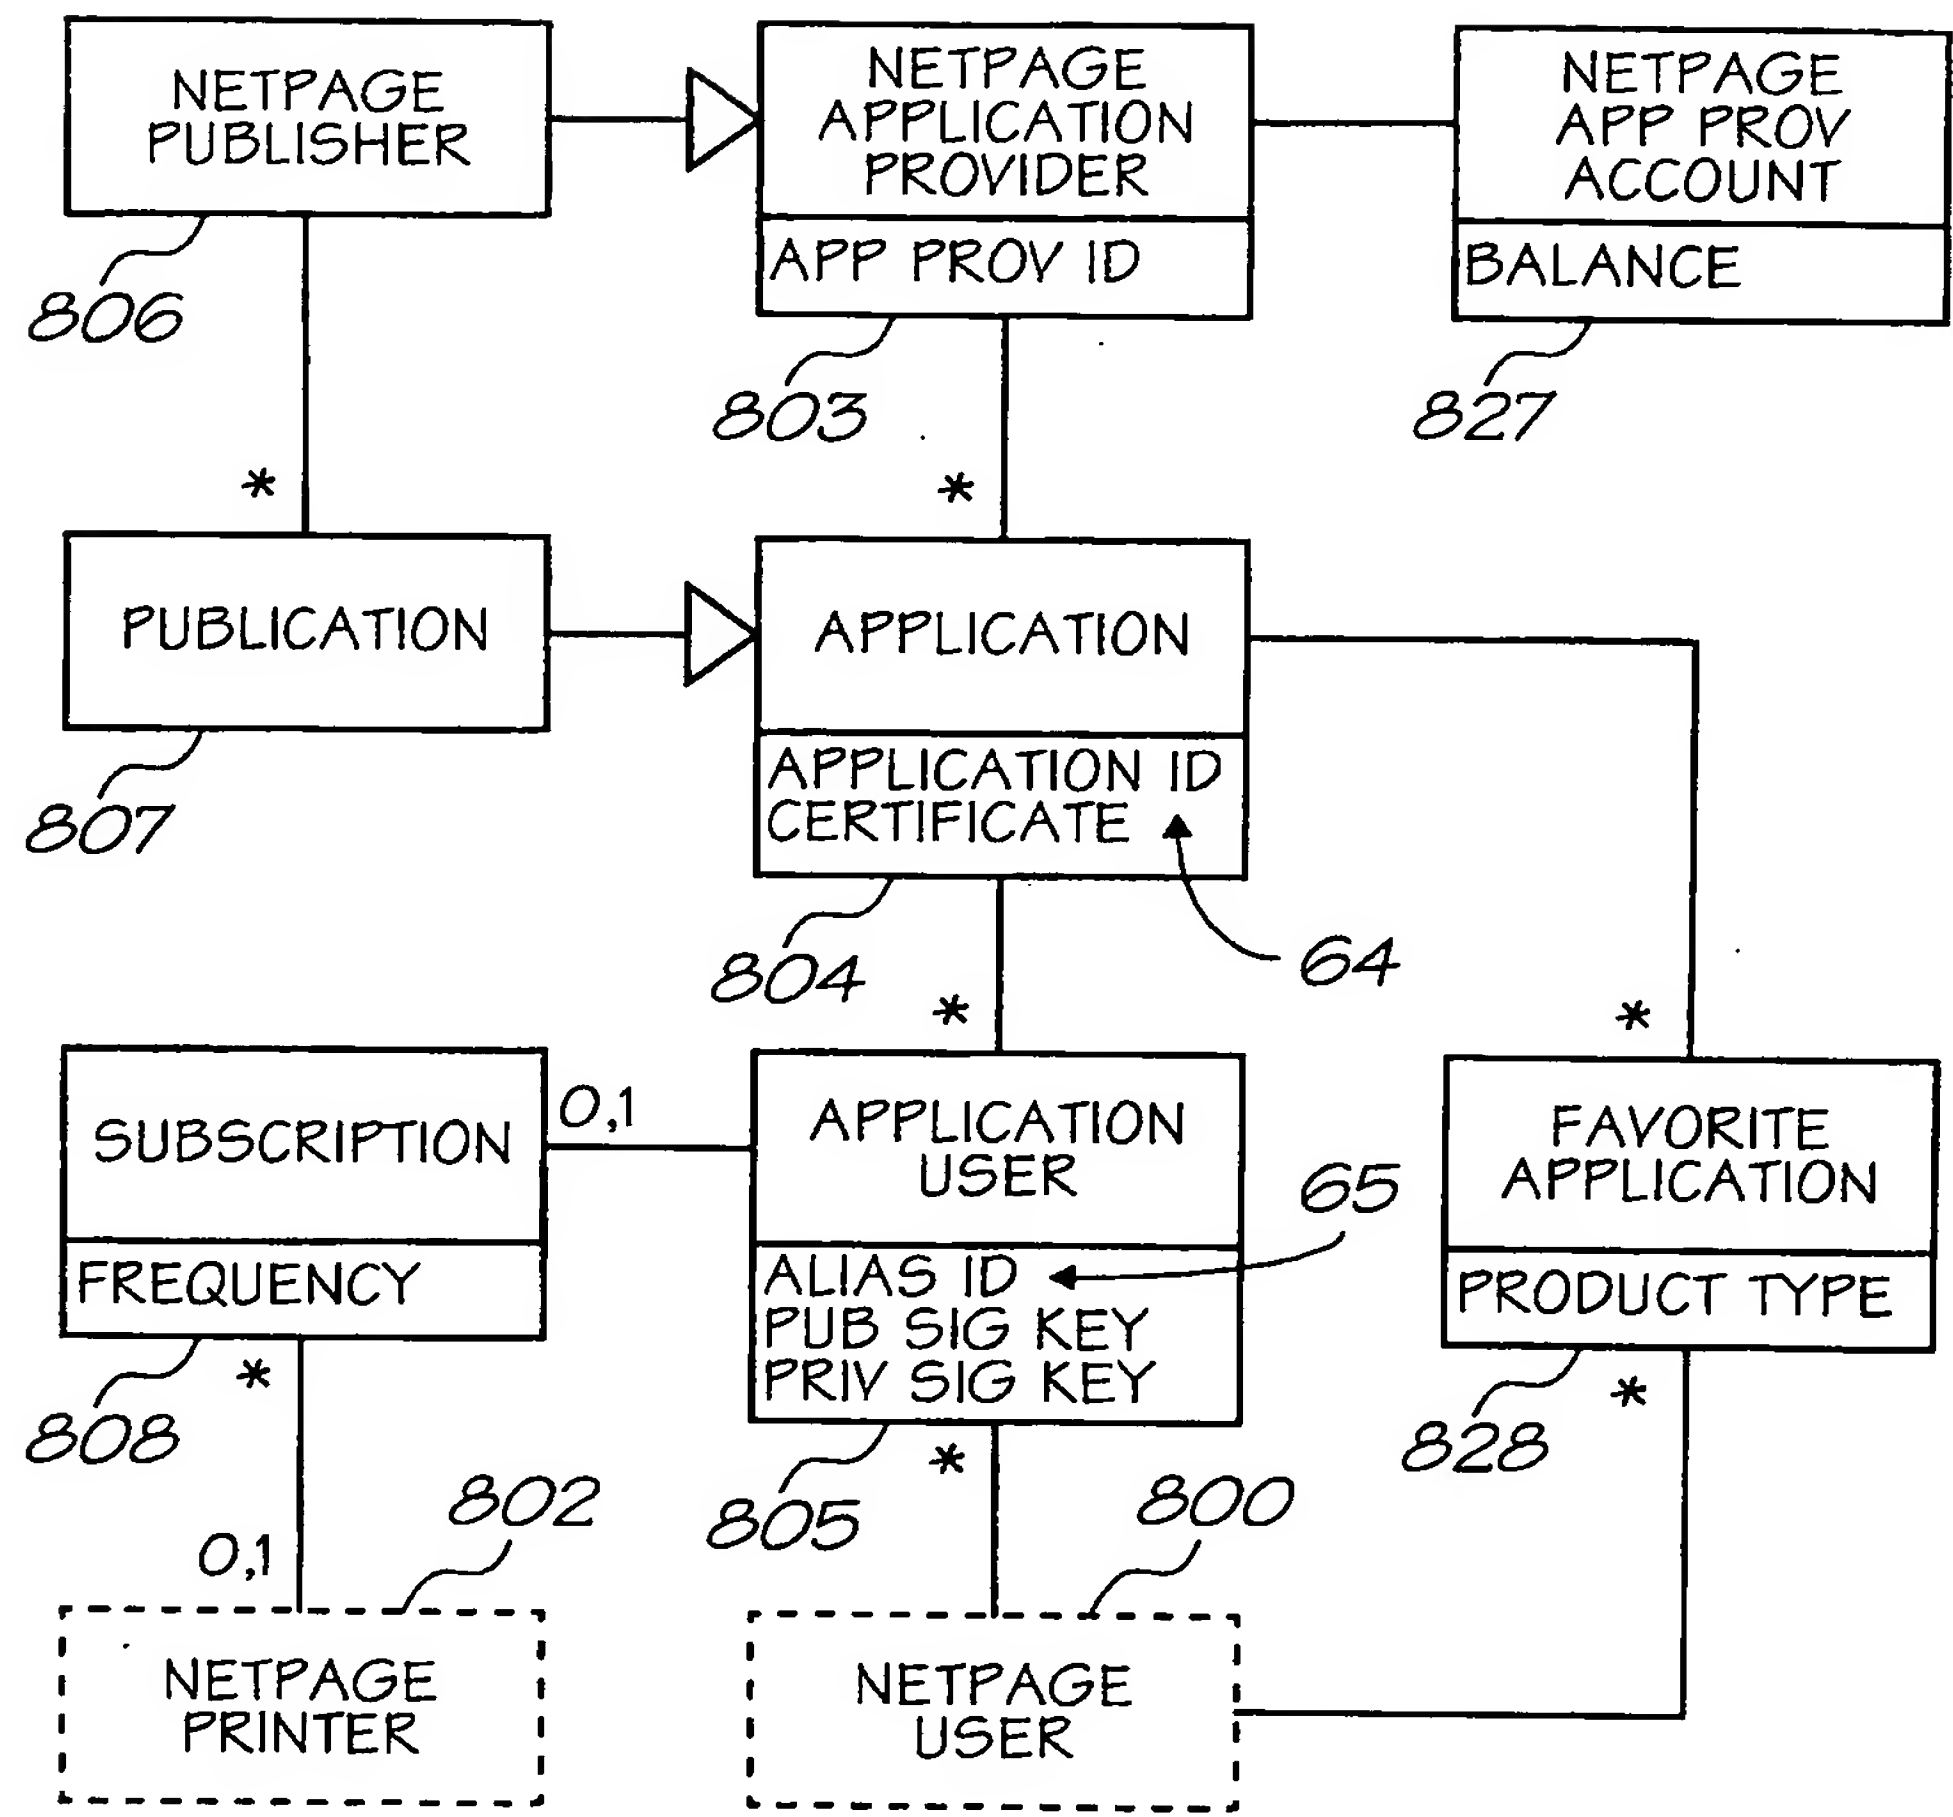 NETPAGE
PUBLISHER
806
NETPAGE
APPLICATION
PROVIDER
APP PROV ID
803
NETPAGE
APP PROV
ACCOUNT
BALANCE
827
*
*
PUBLICATION
807
APPLICATION
APPLICATION ID
CERTIFICATE
64
804
*
*
SUBSCRIPTION
FREQUENCY
808
0,1
APPLICATION
USER
ALIAS ID
PUB SIG KEY
PRIV SIG KEY
65
805
FAVORITE
APPLICATION
PRODUCT TYPE
828
*
*
*
0,1
802
800
NETPAGE
PRINTER
NETPAGE
USER